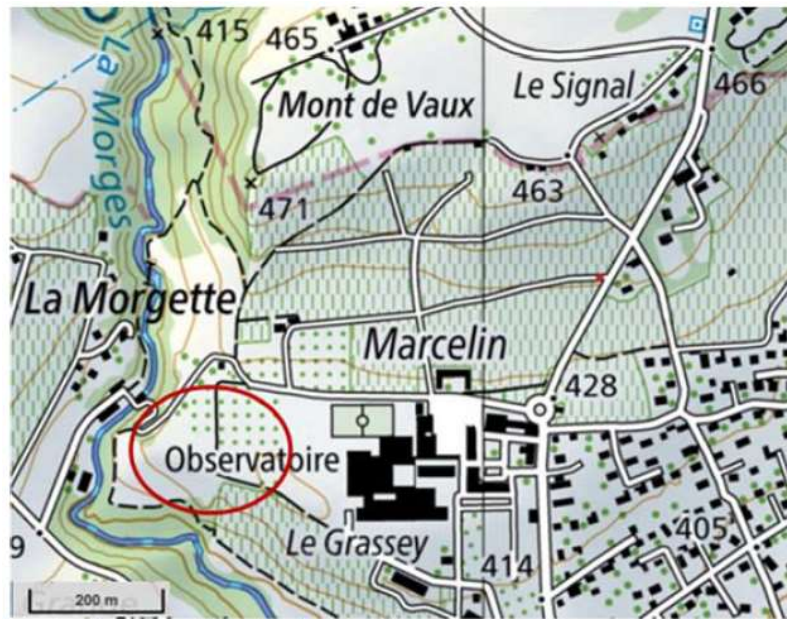 415
465
Mont de Vaux
Le Signal
466
La Morges
471
463
La Morgette
Marcelin
428
Observatoire
Le Grassey
405
414
9
200 m